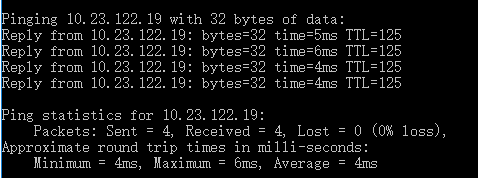 Pinging 10.23.122.19 with 32 bytes of data:
Reply from 10.23.122.19: bytes=32 time=5ms TTL=125
Reply from 10.23.122.19: bytes=32 time=6ms TTL=125
Reply from 10.23.122.19: bytes=32 time=4ms TTL=125
Reply from 10.23.122.19: bytes=32 time=4ms TTL=125
Ping statistics for 10.23.122.19:
Packets: Sent = 4, Received = 4, Lost = 0 (0% loss),
Approximate round trip times in milli-seconds:
Minimum = 4ms, Maximum = 6ms, Average = 4ms